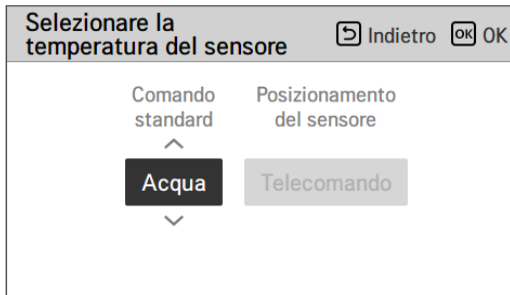 Selezionare la
temperatura del sensore
Indietro OK OK
Comando
standard
Posizionamento
del sensore
Acqua
Telecomando